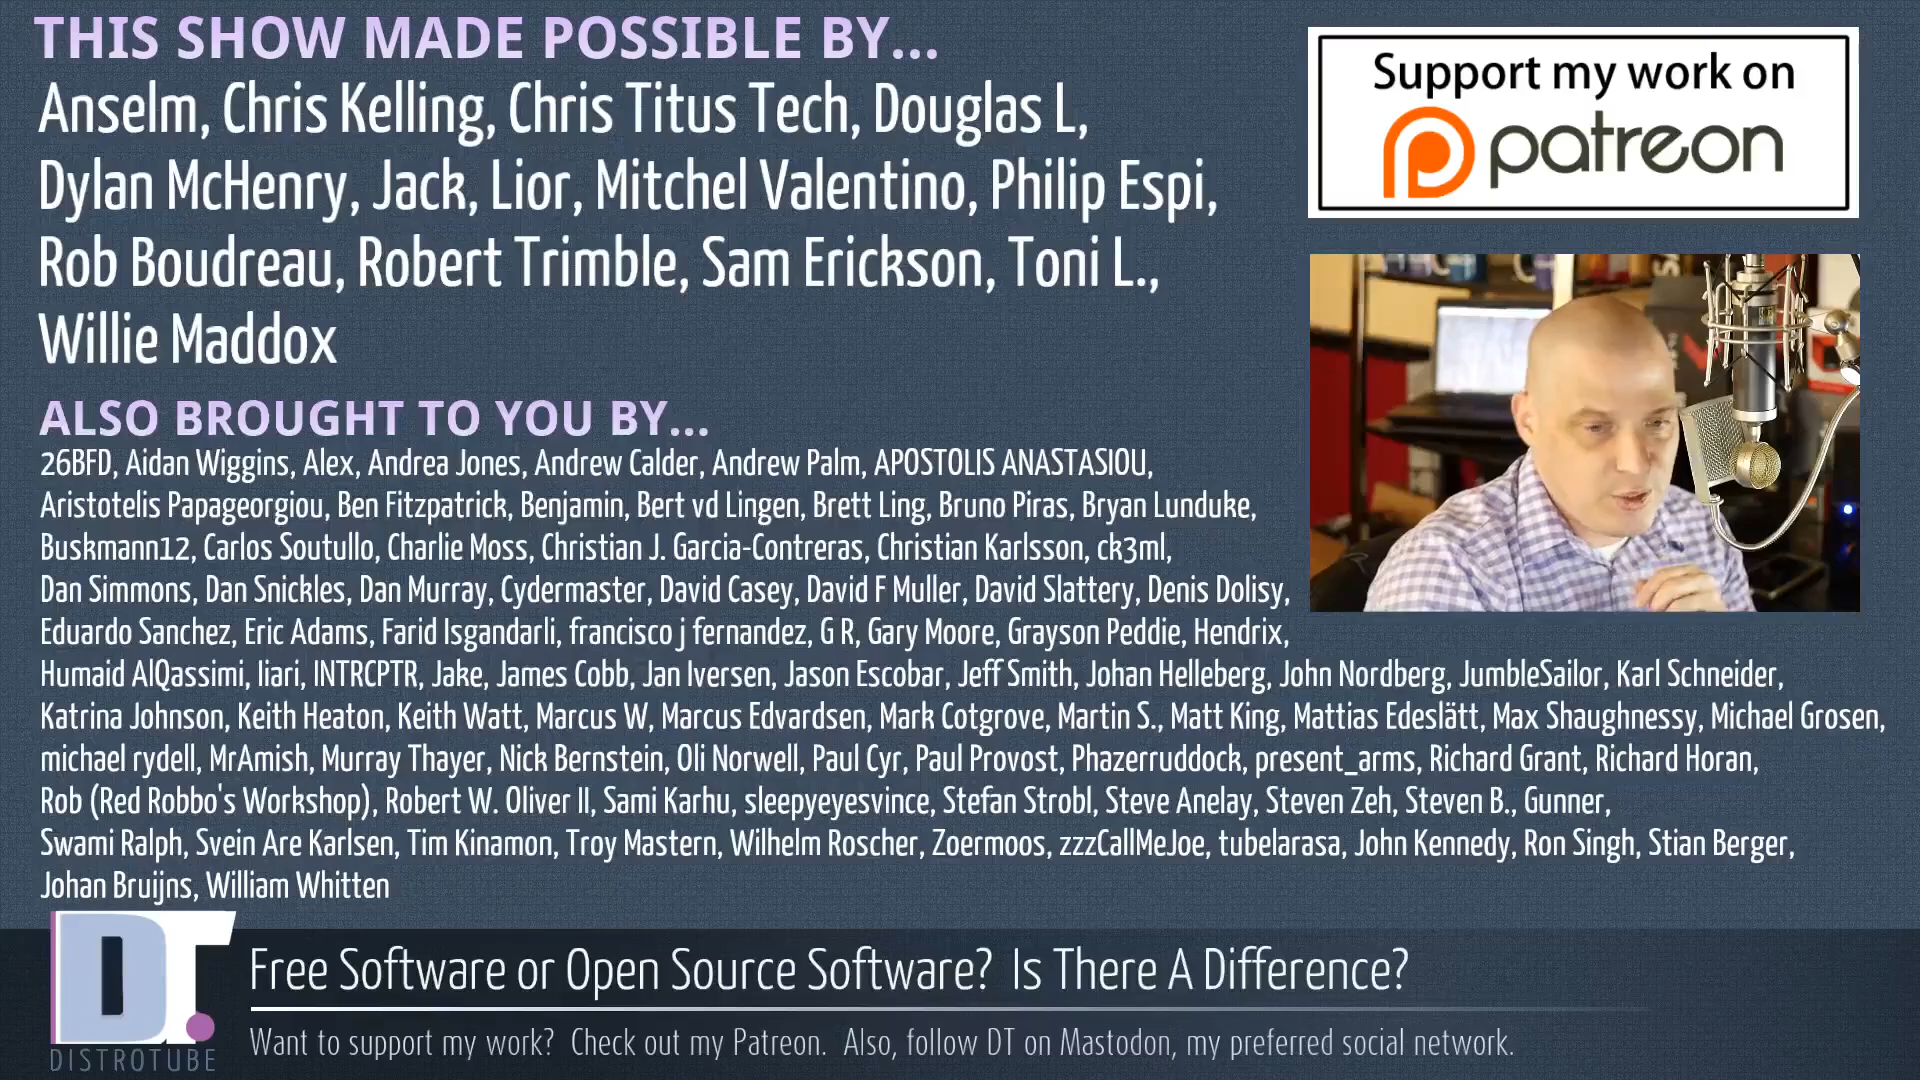 THIS SHOW MADE POSSIBLE BY...
Anselm, Chris Kelling, Chris Titus Tech, Douglas L,
Dylan McHenry, Jack, Lior, Mitchel Valentino, Philip Espi,
Rob Boudreau, Robert Trimble, Sam Erickson, Toni L.,
Willie Maddox
Support my work on
patreon
ALSO BROUGHT TO YOU BY...
26BFD, Aidan Wiggins, Alex, Andrea Jones, Andrew Calder, Andrew Palm, APOSTOLIS ANASTASIOU,
Aristotelis Papageorgiou, Ben Fitzpatrick, Benjamin, Bert vd Lingen, Brett Ling, Bruno Piras, Bryan Lunduke,
Buskmann12, Carlos Soutullo, Charlie Moss, Christian J. Garcia-Contreras, Christian Karlsson, ck3ml,
Dan Simmons, Dan Snickles, Dan Murray, Cydermaster, David Casey, David F Muller, David Slattery, Denis Dolisy,
Eduardo Sanchez, Eric Adams, Farid Isgandarli, francisco j fernandez, G R, Gary Moore, Grayson Peddie, Hendrix,
Humaid AlQassimi, Iiari, INTRCPTR, Jake, James Cobb, Jan Iversen, Jason Escobar, Jeff Smith, Johan Helleberg, John Nordberg, JumbleSailor, Karl Schneider,
Katrina Johnson, Keith Heaton, Keith Watt, Marcus W, Marcus Edvardsen, Mark Cotgrove, Martin S., Matt King, Mattias Edeslätt, Max Shaughnessy, Michael Grosen,
michael rydell, MrAmish, Murray Thayer, Nick Bernstein, Oli Norwell, Paul Cyr, Paul Provost, Phazerruddock, present_arms, Richard Grant, Richard Horan,
Rob (Red Robbo's Workshop), Robert W. Oliver II, Sami Karhu, sleepyeyesvince, Stefan Strobl, Steve Anelay, Steven Zeh, Steven B., Gunner,
Swami Ralph, Svein Are Karlsen, Tim Kinamon, Troy Mastern, Wilhelm Roscher, Zoermoos, zzzCallMeJoe, tubelarasa, John Kennedy, Ron Singh, Stian Berger,
Johan Bruijns, William Whitten
DT
DISTROTUBE
Free Software or Open Source Software? Is There A Difference?
Want to support my work? Check out my Patreon. Also, follow DT on Mastodon, my preferred social network.